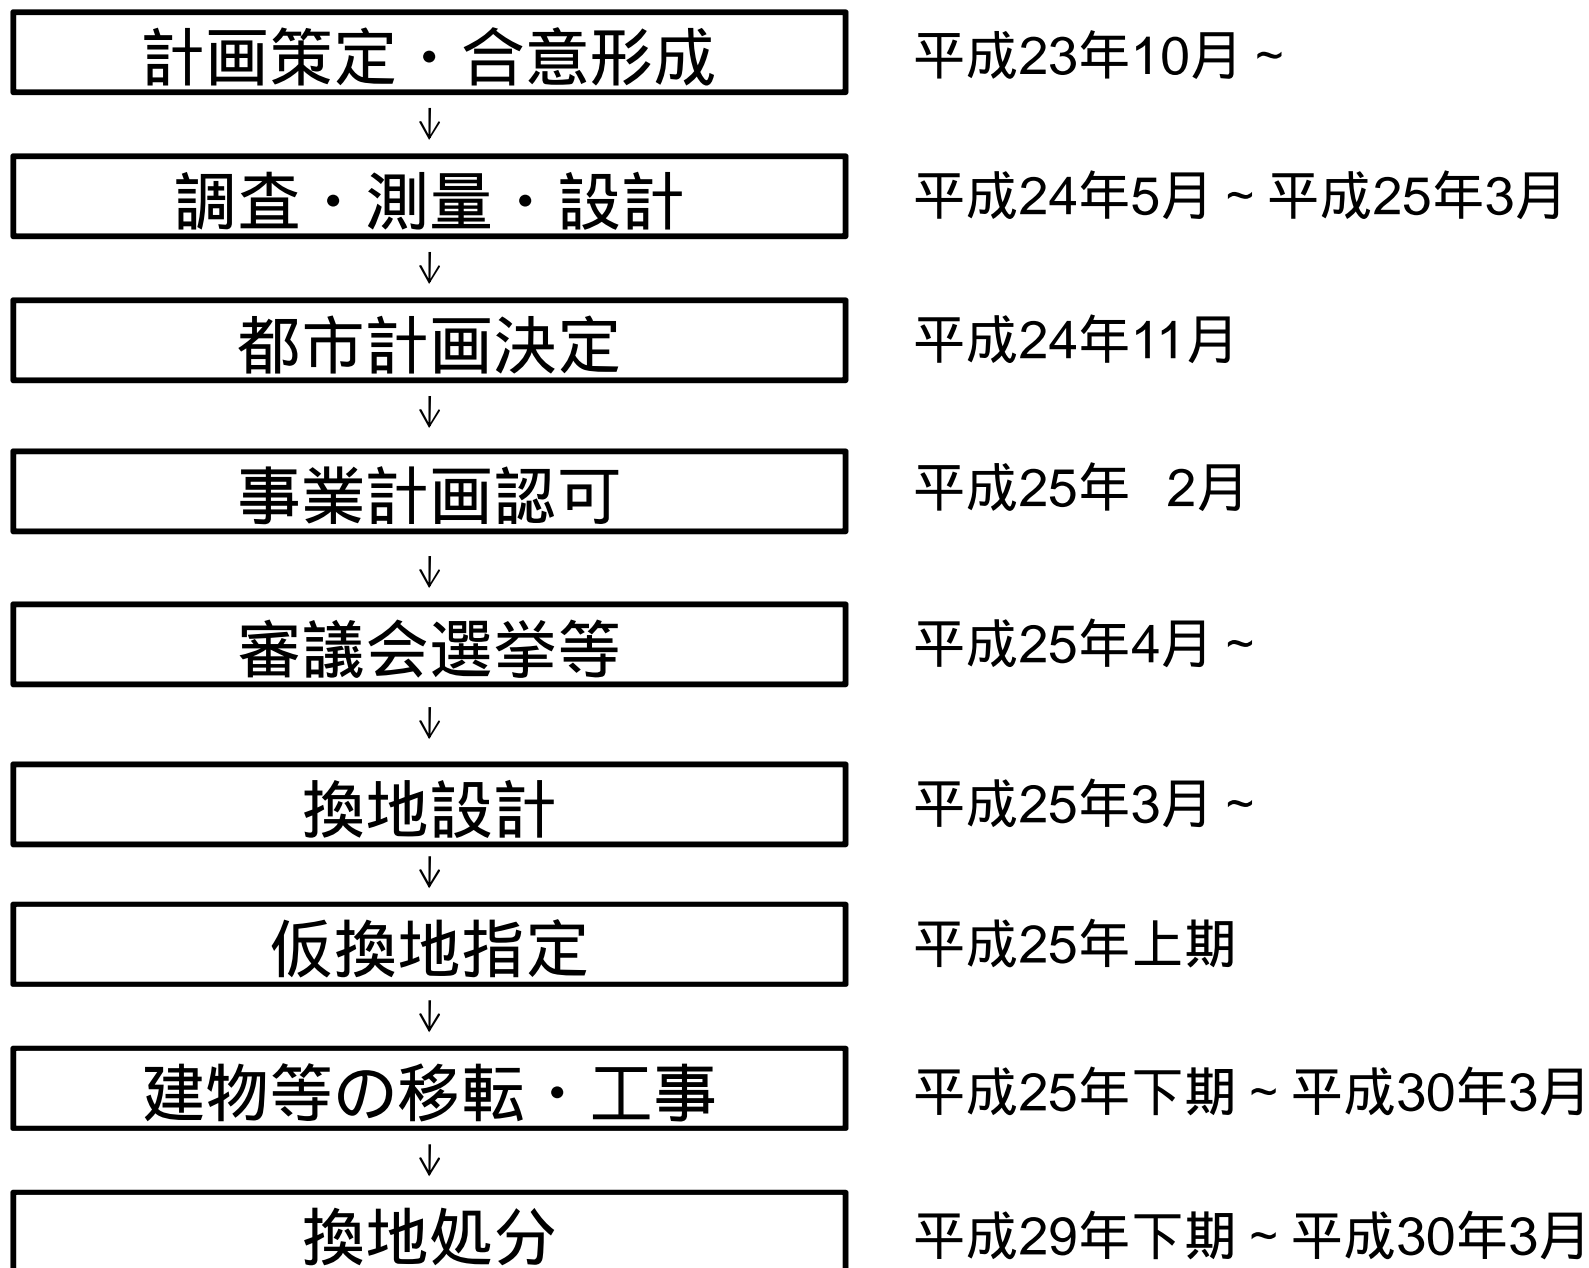 計画策定・合意形成 平成23年10月~
↓
調査・測量・設計 平成24年5月~平成25年3月
↓
都市計画決定 平成24年11月
↓
事業計画認可 平成25年 2月
↓
審議会選挙等 平成25年4月~
↓
換地設計 平成25年3月~
↓
仮換地指定 平成25年上期
↓
建物等の移転・工事 平成25年下期~平成30年3月
↓
換地処分 平成29年下期~平成30年3月